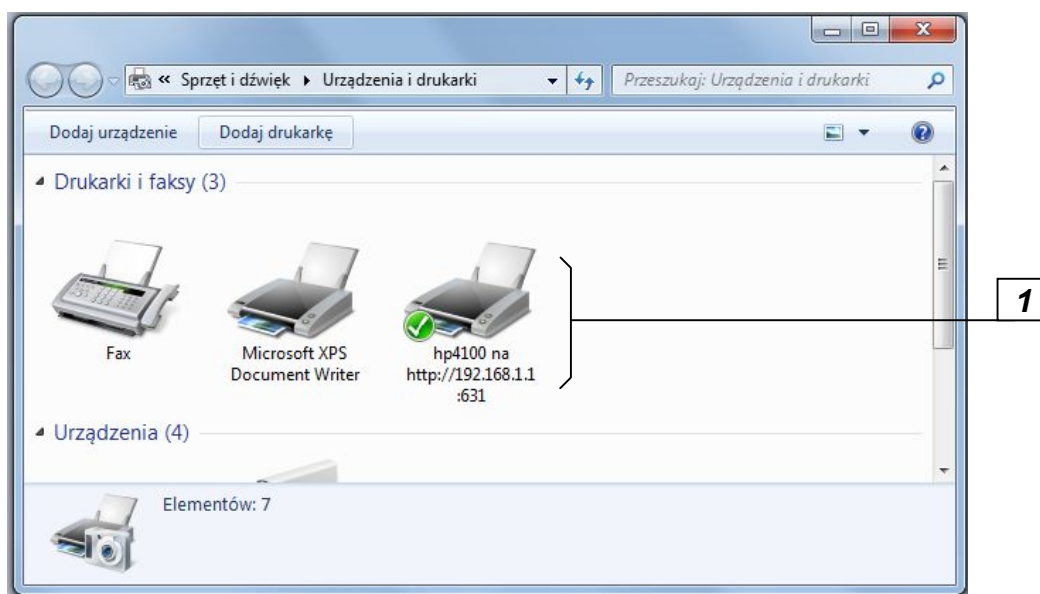 « Sprzęt i dźwięk Urządzenia i drukarki Przeszukaj: Urządzenia i drukarki
Dodaj urządzenie Dodaj drukarkę
Drukarki i faksy (3)
1
Fax
Microsoft XPS
Document Writer
hp4100 na
http://192.168.1.1
:631
Urządzenia (4)
Elementów: 7